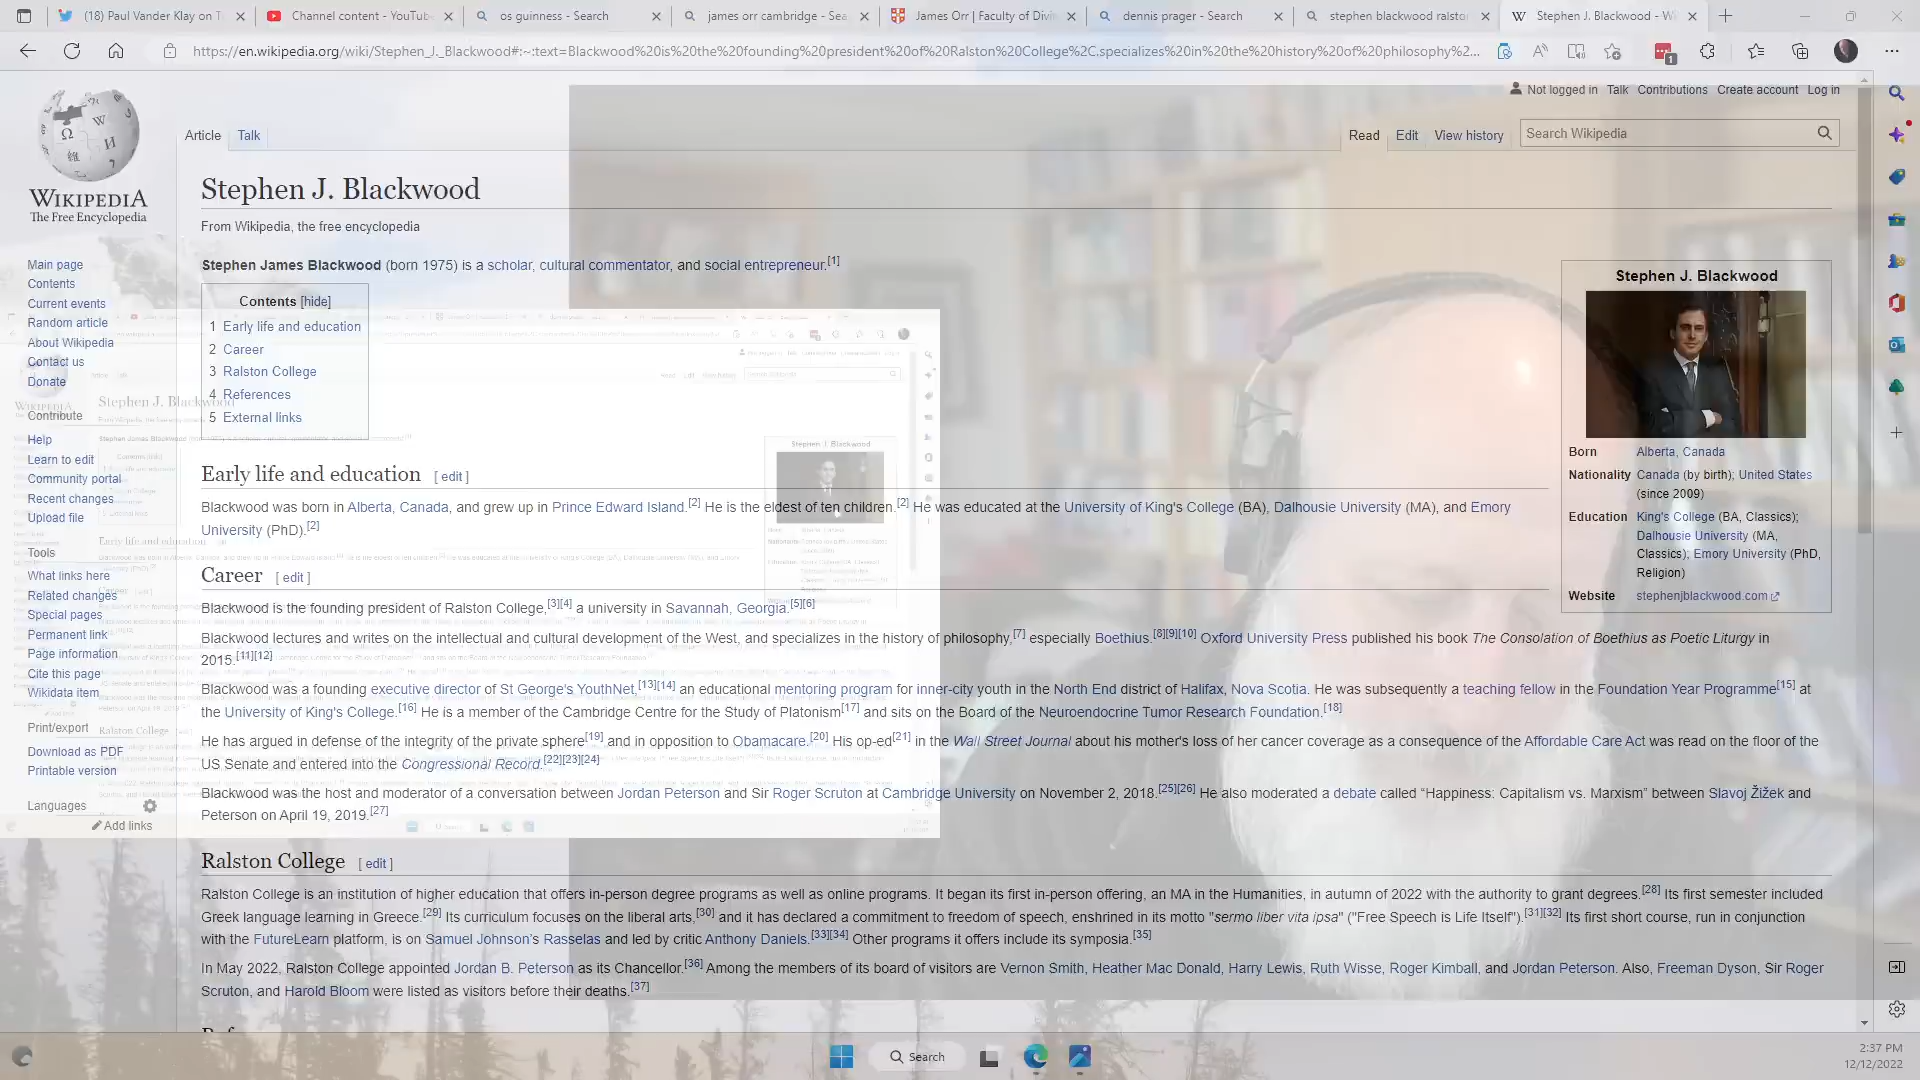 (18) Paul Vander Klay on T
Channel content - YouTub
os guinness - Search
james orr cambridge - Sea
James Orr | Faculty of Divin
dennis prager - Search
stephen blackwood ralston
Stephen J. Blackwood - Wi
https://en.wikipedia.org/wiki/Stephen_J._Blackwood#:~:text=Blackwood%20is%20the%20founding%20president%20of%20Ralston%20College%2C,specializes%20in%20the%20history%20of%20philosophy%2...
Not logged in Talk Contributions Create account Log in
Article Talk
Read Edit View history
Search Wikipedia
WIKIPEDIA
The Free Encyclopedia
Stephen J. Blackwood
From Wikipedia, the free encyclopedia
Stephen James Blackwood (born 1975) is a scholar, cultural commentator, and social entrepreneur.[1]
Main page
Contents
Current events
Random article
About Wikipedia
Contact us
Donate
Contribute
Help
Learn to edit
Community portal
Recent changes
Upload file
Tools
What links here
Related changes
Special pages
Permanent link
Page information
Cite this page
Wikidata item
Print/export
Download as PDF
Printable version
Languages
Add links
Contents [hide]
1 Early life and education
2 Career
3 Ralston College
4 References
5 External links
Stephen J. Blackwood
Born Alberta, Canada
Nationality Canada (by birth); United States
(since 2009)
Education King's College (BA, Classics);
Dalhousie University (MA,
Classics); Emory University (PhD,
Religion)
Website stephenjblackwood.com
Early life and education [ edit ]
Blackwood was born in Alberta, Canada, and grew up in Prince Edward Island.[2] He is the eldest of ten children.[2] He was educated at the University of King's College (BA), Dalhousie University (MA), and Emory
University (PhD).[2]
Career [ edit ]
Blackwood is the founding president of Ralston College,[3][4] a university in Savannah, Georgia.[5][6]
Blackwood lectures and writes on the intellectual and cultural development of the West, and specializes in the history of philosophy,[7] especially Boethius.[8][9][10] Oxford University Press published his book The Consolation of Boethius as Poetic Liturgy in
2015.[11][12]
Blackwood was a founding executive director of St George's YouthNet,[13][14] an educational mentoring program for inner-city youth in the North End district of Halifax, Nova Scotia. He was subsequently a teaching fellow in the Foundation Year Programme[15] at
the University of King's College.[16] He is a member of the Cambridge Centre for the Study of Platonism[17] and sits on the Board of the Neuroendocrine Tumor Research Foundation.[18]
He has argued in defense of the integrity of the private sphere[19] and in opposition to Obamacare.[20] His op-ed[21] in the Wall Street Journal about his mother's loss of her cancer coverage as a consequence of the Affordable Care Act was read on the floor of the
US Senate and entered into the Congressional Record.[22][23][24]
Blackwood was the host and moderator of a conversation between Jordan Peterson and Sir Roger Scruton at Cambridge University on November 2, 2018.[25][26] He also moderated a debate called “Happiness: Capitalism vs. Marxism” between Slavoj Žižek and
Peterson on April 19, 2019.[27]
Ralston College [ edit ]
Ralston College is an institution of higher education that offers in-person degree programs as well as online programs. It began its first in-person offering, an MA in the Humanities, in autumn of 2022 with the authority to grant degrees.[28] Its first semester included
Greek language learning in Greece.[29] Its curriculum focuses on the liberal arts,[30] and it has declared a commitment to freedom of speech, enshrined in its motto "sermo liber vita ipsa" ("Free Speech is Life Itself").[31][32] Its first short course, run in conjunction
with the FutureLearn platform, is on Samuel Johnson's Rasselas and led by critic Anthony Daniels.[33][34] Other programs it offers include its symposia.[35]
In May 2022, Ralston College appointed Jordan B. Peterson as its Chancellor.[36] Among the members of its board of visitors are Vernon Smith, Heather Mac Donald, Harry Lewis, Ruth Wisse, Roger Kimball, and Jordan Peterson. Also, Freeman Dyson, Sir Roger
Scruton, and Harold Bloom were listed as visitors before their deaths.[37]
Search
2:37 PM
12/12/2022